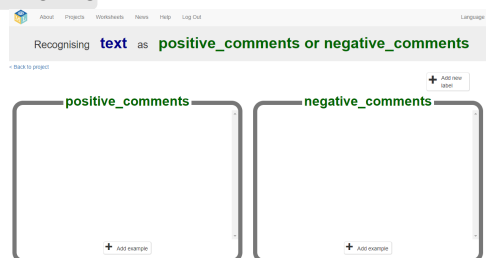 About Projects Worksheets News Help Log Out Language
Recognising text as positive_comments or negative_comments
< Back to project
Add new
label
positive_comments negative_comments
Add example Add example